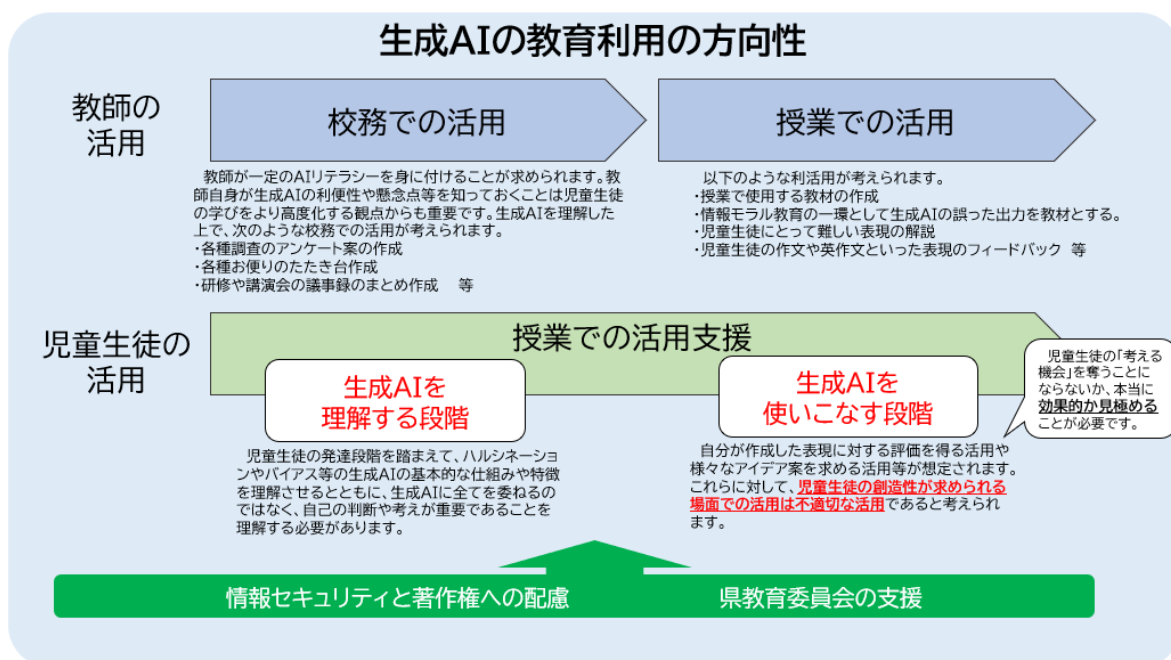 生成AIの教育利用の方向性
教師の
活用
校務での活用
授業での活用
教師が一定のAIリテラシーを身に付けることが求められます。教
師自身が生成AIの利便性や懸念点等を知っておくことは児童生徒
の学びをより高度化する観点からも重要です。生成AIを理解した
上で、次のような校務での活用が考えられます。
・各種調査のアンケート案の作成
・各種お便りのたたき台作成
・研修や講演会の議事録のまとめ作成　等
以下のような利活用が考えられます。
・授業で使用する教材の作成
・情報モラル教育の一環として生成AIの誤った出力を教材とする。
・児童生徒にとって難しい表現の解説
・児童生徒の作文や英作文といった表現のフィードバック 等
児童生徒の
活用
授業での活用支援
生成AIを
理解する段階
児童生徒の発達段階を踏まえて、ハルシネーショ
ンやバイアス等の生成AIの基本的な仕組みや特徴
を理解させるとともに、生成AIに全てを委ねるの
ではなく、自己の判断や考えが重要であることを
理解する必要があります。
生成AIを
使いこなす段階
自分が作成した表現に対する評価を得る活用や
様々なアイデア案を求める活用等が想定されます。
これらに対して、児童生徒の創造性が求められる
場面での活用は不適切な活用であると考えられ
ます。
児童生徒の「考える
機会」を奪うことに
ならないか、本当に
効果的か見極める
ことが必要です。
情報セキュリティと著作権への配慮
県教育委員会の支援